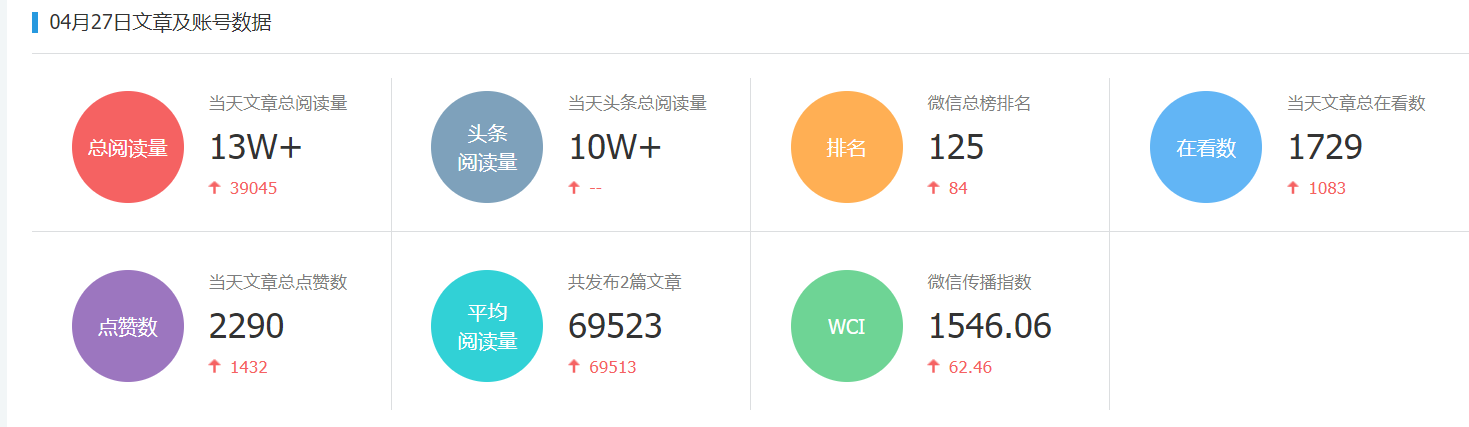 04月27日文章及账号数据
总阅读量
当天文章总阅读量
13W+
39045
头条
阅读量
当天头条总阅读量
10W+
--
排名
微信总榜排名
125
84
在看数
当天文章总在看数
1729
1083
点赞数
当天文章总点赞数
2290
1432
平均
阅读量
共发布2篇文章
69523
69513
WCI
微信传播指数
1546.06
62.46